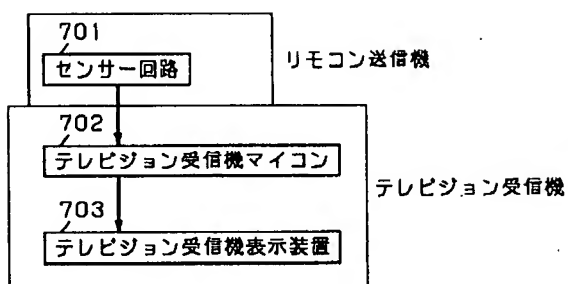 701
センサー回路
リモコン送信機
702
テレビジョン受信機マイコン
テレビジョン受信機
703
テレビジョン受信機表示装置